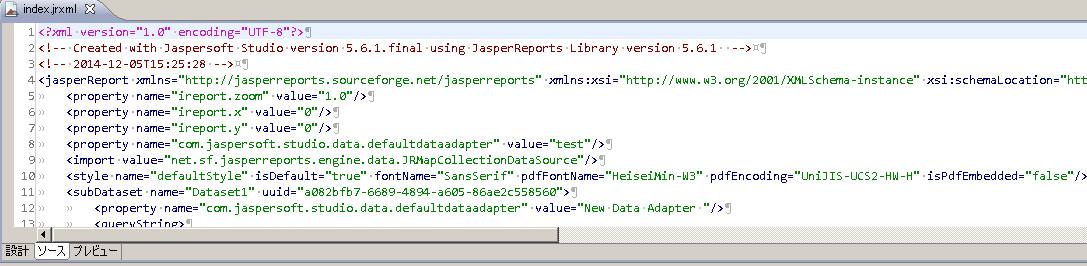 index.jrxml
1 <?xml version="1.0" encoding="UTF-8"?>
2 <!-- Created with Jaspersoft Studio version 5.6.1.final using JasperReports Library version 5.6.1  -->
3 <!-- 2014-12-05T15:25:28 -->
4 <jasperReport xmlns="http://jasperreports.sourceforge.net/jasperreports" xmlns:xsi="http://www.w3.org/2001/XMLSchema-instance" xsi:schemaLocation="htt
5 <property name="ireport.zoom" value="1.0"/>
6 <property name="ireport.x" value="0"/>
7 <property name="ireport.y" value="0"/>
8 <property name="com.jaspersoft.studio.data.defaultdataadapter" value="test"/>
9 <import value="net.sf.jasperreports.engine.data.JRMapCollectionDataSource"/>
10 <style name="defaultStyle" isDefault="true" fontName="SansSerif" pdfFontName="HeiseiMin-W3" pdfEncoding="UniJIS-UCS2-HW-H" isPdfEmbedded="false"/>
11 <subDataset name="Dataset1" uuid="a082bfb7-6689-4894-a605-86ae2c558560">
12 <property name="com.jaspersoft.studio.data.defaultdataadapter" value="New Data Adapter "/>
13 <queryString>
設計 ソース プレビュー